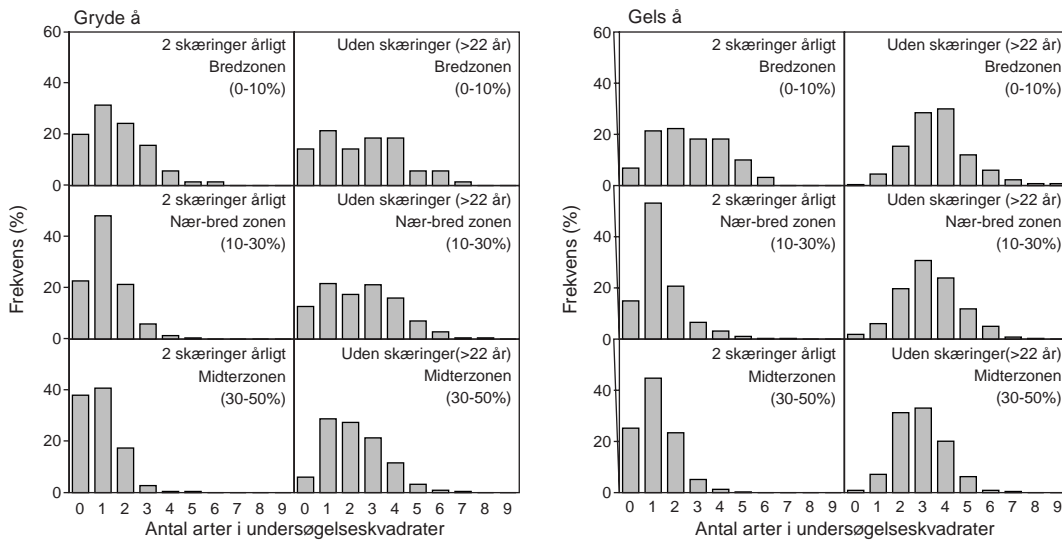 Gryde å
60
40
20
0
2 skæringer årligt
Bredzonen
(0-10%)
Uden skæringer (>22 år)
Bredzonen
(0-10%)
Frekvens (%)
40
20
0
2 skæringer årligt
Nær-bred zonen
(10-30%)
Uden skæringer (>22 år)
Nær-bred zonen
(10-30%)
40
20
0
2 skæringer årligt
Midterzonen
(30-50%)
Uden skæringer(>22 år)
Midterzonen
(30-50%)
0 1 2 3 4 5 6 7 8 9 0 1 2 3 4 5 6 7 8 9
Antal arter i undersøgelseskvadrater
Gels å
60
40
20
0
2 skæringer årligt
Bredzonen
(0-10%)
Uden skæringer (>22 år)
Bredzonen
(0-10%)
Frekvens (%)
40
20
0
2 skæringer årligt
Nær-bred zonen
(10-30%)
Uden skæringer (>22 år)
Nær-bred zonen
(10-30%)
40
20
0
2 skæringer årligt
Midterzonen
(30-50%)
Uden skæringer(>22 år)
Midterzonen
(30-50%)
0 1 2 3 4 5 6 7 8 9 0 1 2 3 4 5 6 7 8 9
Antal arter i undersøgelseskvadrater